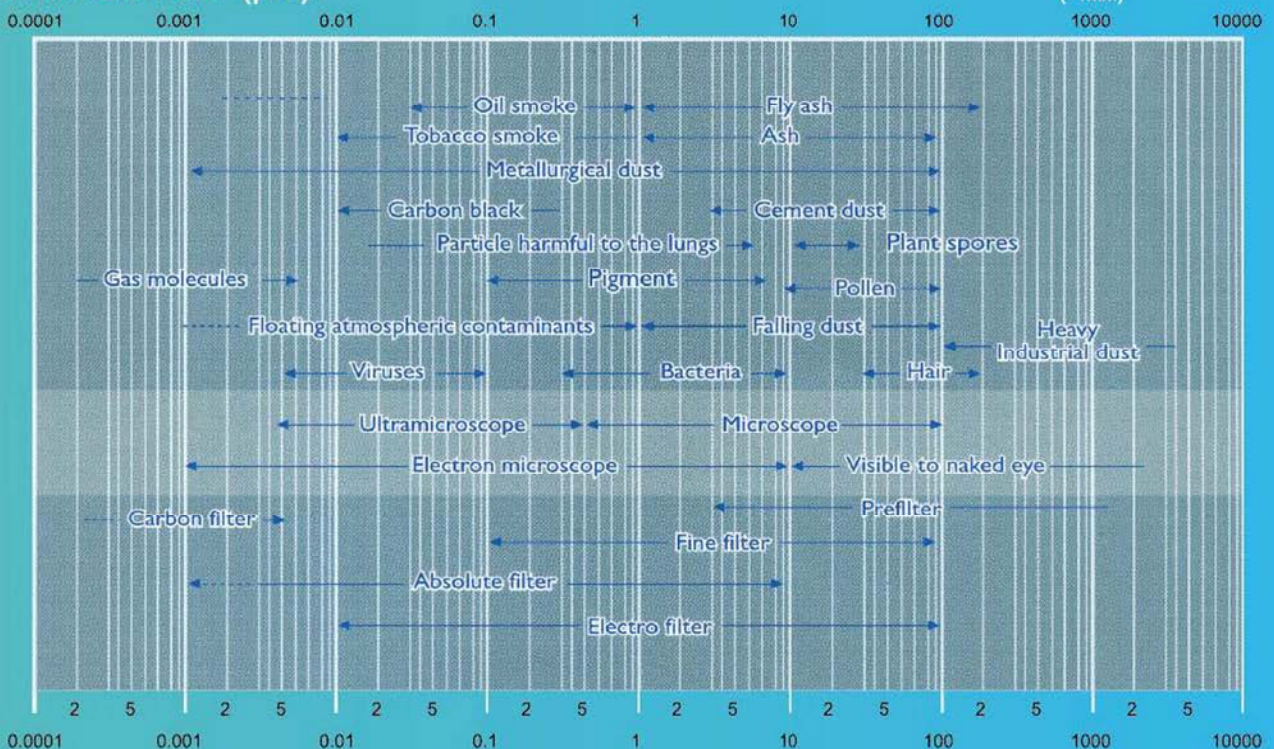 (μm)
(mm)
0.0001 0.001 0.01 0.1 1 10 100 1000 10000
Oil smoke Fly ash
Tobacco smoke Ash
Metallurgical dust
Carbon black Cement dust
Particle harmful to the lungs Plant spores
Gas molecules Pigment Pollen
Floating atmospheric contaminants Falling dust Heavy
Industrial dust
Viruses Bacteria Hair
Ultramicroscope Microscope
Electron microscope Visible to naked eye
Carbon filter Prefilter
Fine filter
Absolute filter
Electro filter
2 5 2 5 2 5 2 5 2 5 2 5 2 5 2 5
0.0001 0.001 0.01 0.1 1 10 100 1000 10000